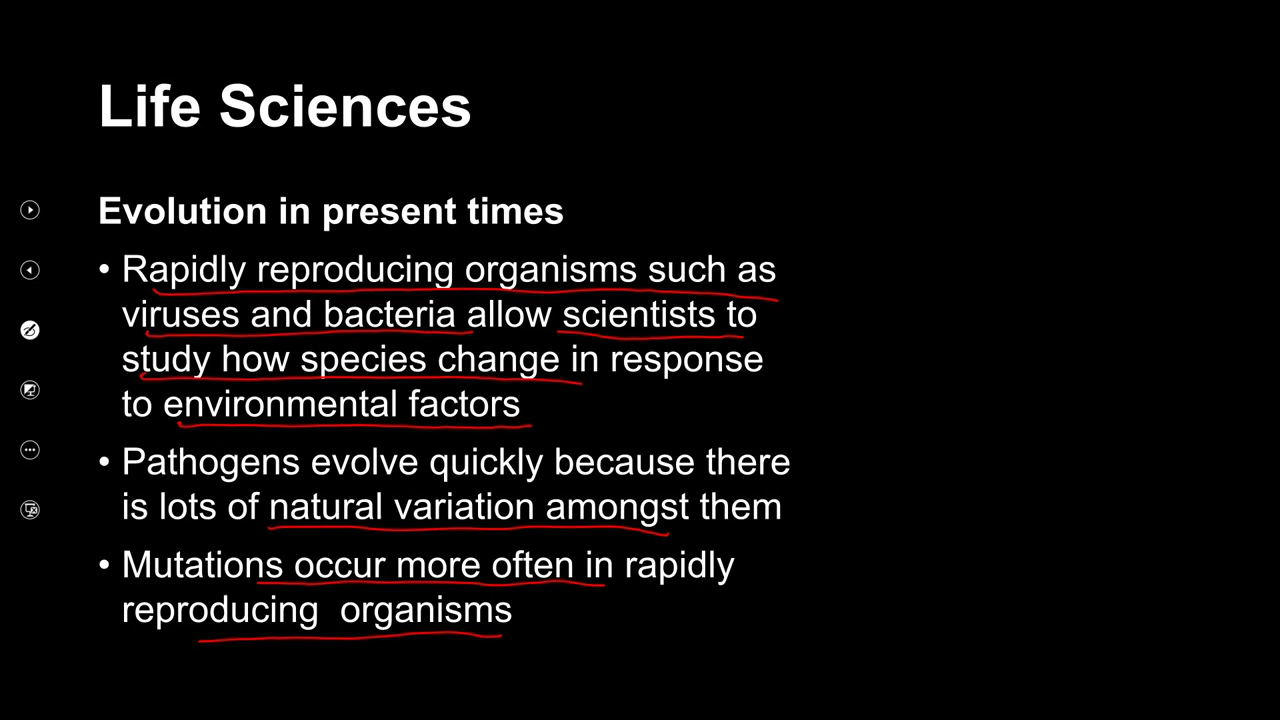 Life Sciences
Evolution in present times
• Rapidly reproducing organisms such as
viruses and bacteria allow scientists to
study how species change in response
to environmental factors
• Pathogens evolve quickly because there
is lots of natural variation amongst them
• Mutations occur more often in rapidly
reproducing  organisms